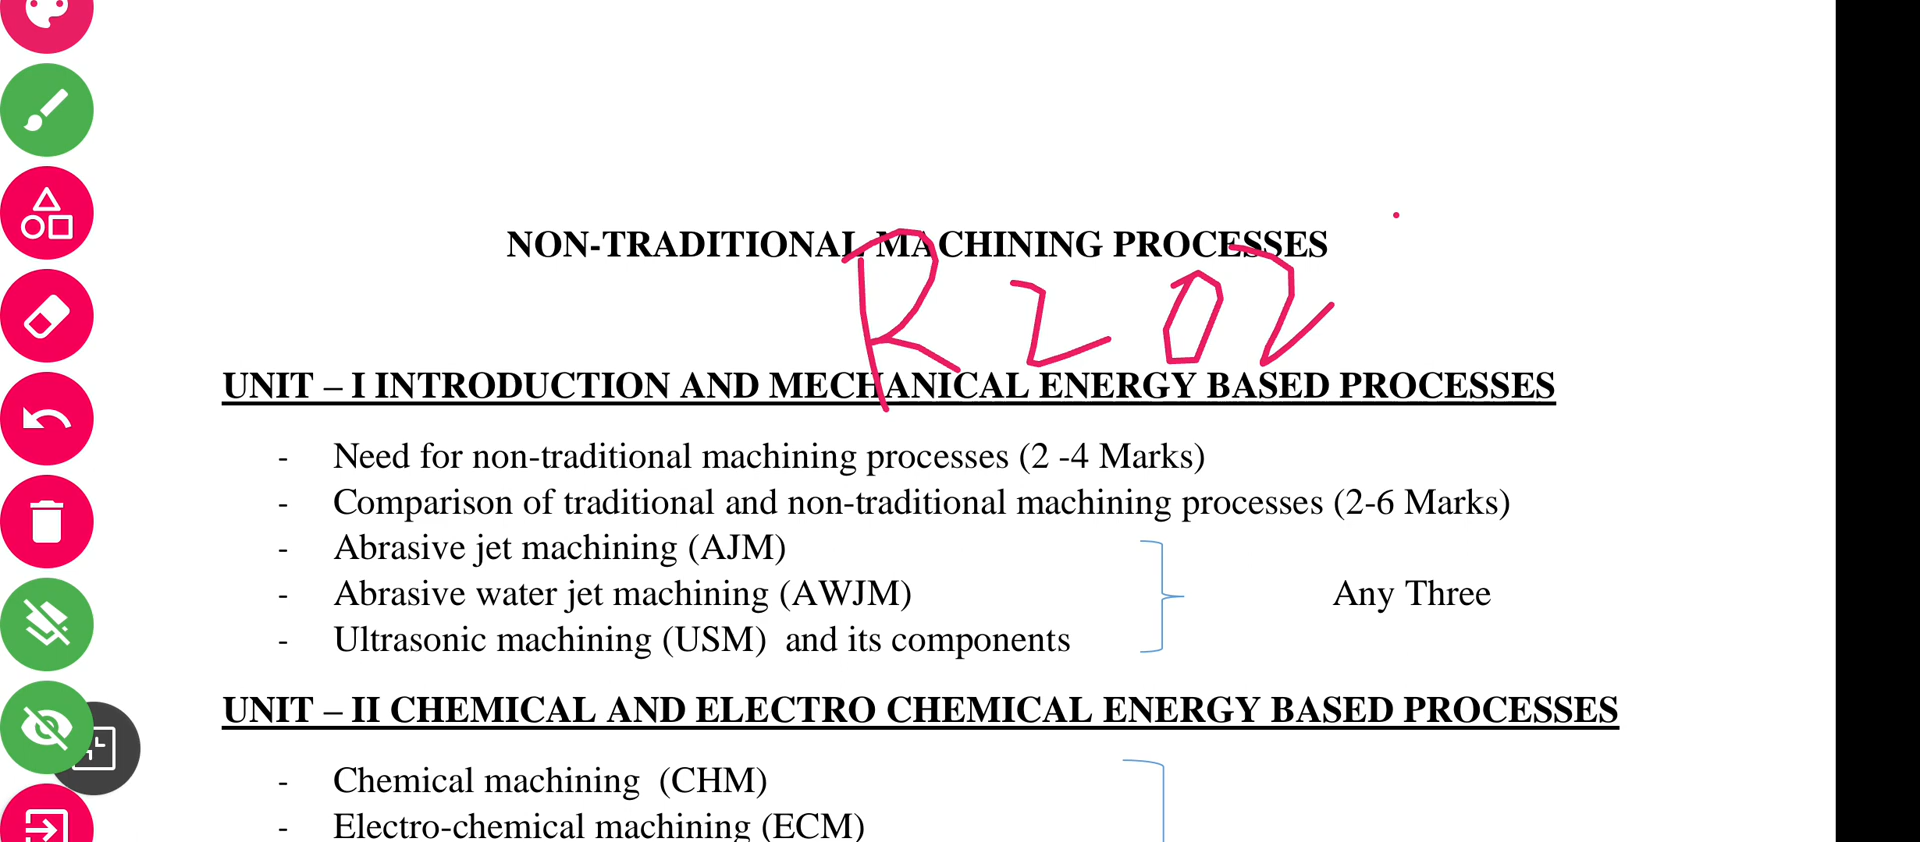 NON-TRADITIONAL MACHINING PROCESSES
R202
UNIT – I INTRODUCTION AND MECHANICAL ENERGY BASED PROCESSES
- Need for non-traditional machining processes (2 -4 Marks)
- Comparison of traditional and non-traditional machining processes (2-6 Marks)
- Abrasive jet machining (AJM)
- Abrasive water jet machining (AWJM) Any Three
- Ultrasonic machining (USM) and its components
UNIT – II CHEMICAL AND ELECTRO CHEMICAL ENERGY BASED PROCESSES
- Chemical machining (CHM)
- Electro-chemical machining (ECM)